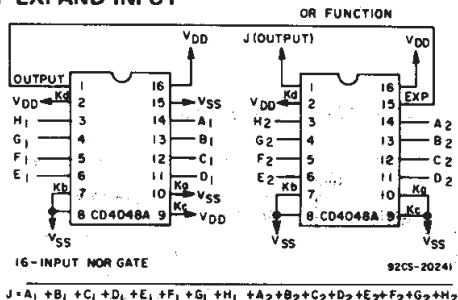 EXPAND INPUT
OR FUNCTION
VDD
J(OUTPUT)
VDD
OUTPUT
Kd
1
16
VDD
2
15
VSS
H1
3
14
A1
G1
4
13
B1
F1
5
12
C1
E1
6
11
D1
Kb
7
10
Ka
VSS
8
CD4048A
9
Kc
VDD
VSS
Kd
1
16
VDD
2
15
EXP
H2
3
14
A2
G2
4
13
B2
F2
5
12
C2
E2
6
11
D2
Kb
7
10
Ka
8
CD4048A
9
Kc
VSS
VSS
16-INPUT NOR GATE
92CS-20241
J=A1+B1+C1+D1+E1+F1+G1+H1+A2+B2+C2+D2+E2+F2+G2+H2